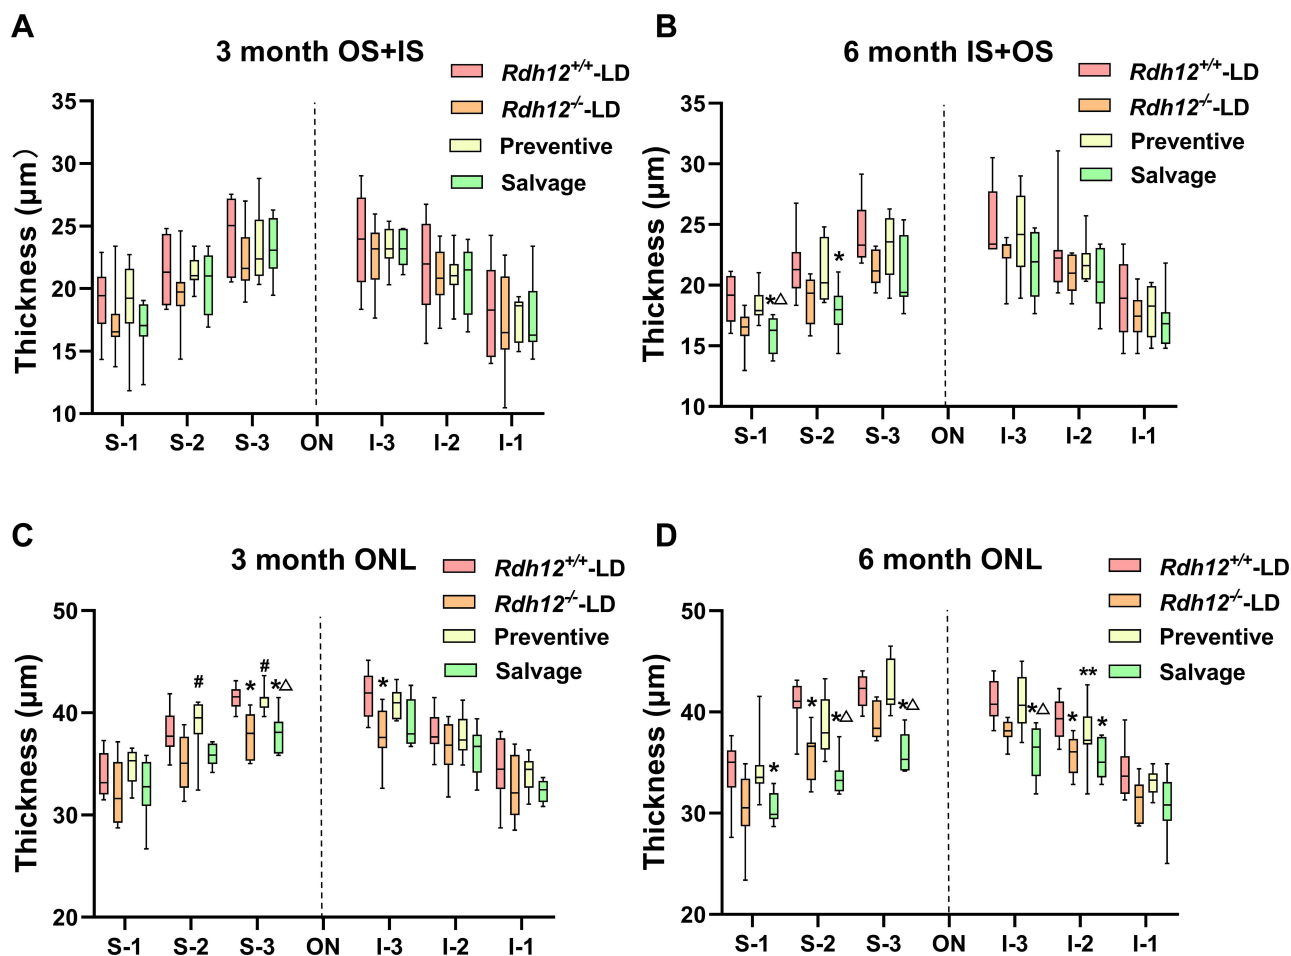 A
3 month OS+IS
Rdh12+/+-LD
Rdh12-/--LD
Preventive
Salvage
Thickness (μm)
35
30
25
20
15
10
S-1 S-2 S-3 ON I-3 I-2 I-1
B
6 month IS+OS
Rdh12+/+-LD
Rdh12-/--LD
Preventive
Salvage
Thickness (μm)
35
30
25
20
15
10
*△
*
S-1 S-2 S-3 ON I-3 I-2 I-1
C
3 month ONL
Rdh12+/+-LD
Rdh12-/--LD
Preventive
Salvage
Thickness (μm)
50
40
30
20
# * # *△ *
S-1 S-2 S-3 ON I-3 I-2 I-1
D
6 month ONL
Rdh12+/+-LD
Rdh12-/--LD
Preventive
Salvage
Thickness (μm)
50
40
30
20
* * *△ *△ *△ * ** *
S-1 S-2 S-3 ON I-3 I-2 I-1